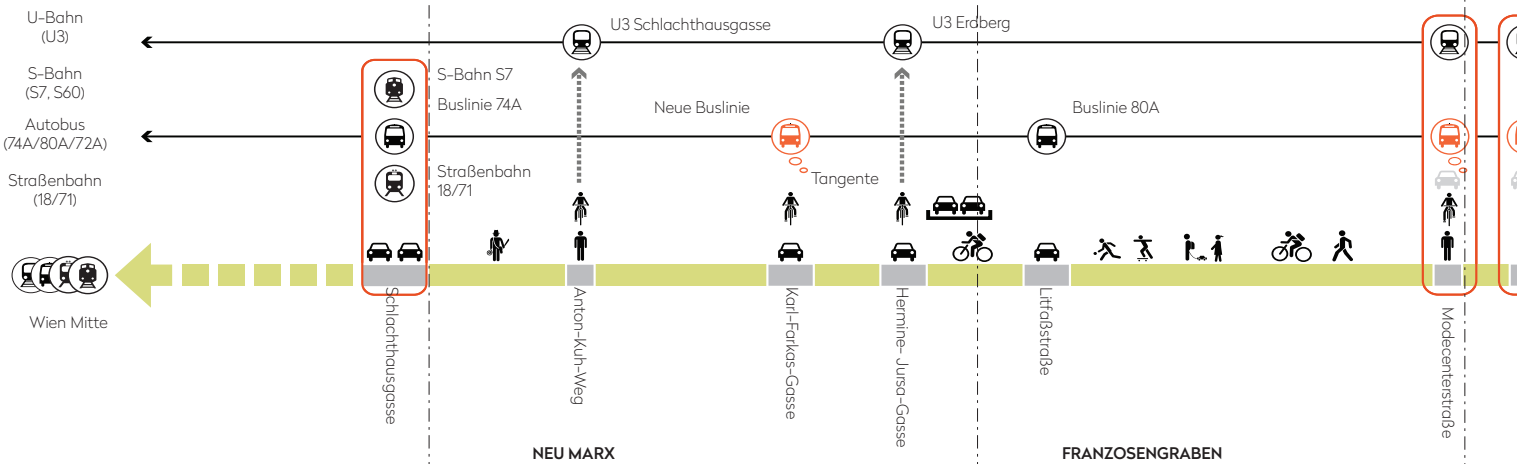 U-Bahn
(U3)
S-Bahn
(S7, S60)
Autobus
(74A/80A/72A)
Straßenbahn
(18/71)
Wien Mitte
S-Bahn S7
Buslinie 74A
Straßenbahn
18/71
U3 Schlachthausgasse
Neue Buslinie
Tangente
U3 Erdberg
Buslinie 80A
Schlachthausgasse
Anton-Kuh-Weg
Karl-Farkas-Gasse
Hermine- Jursa-Gasse
Litfaßstraße
Modecenterstraße
NEU MARX
FRANZOSENGRABEN